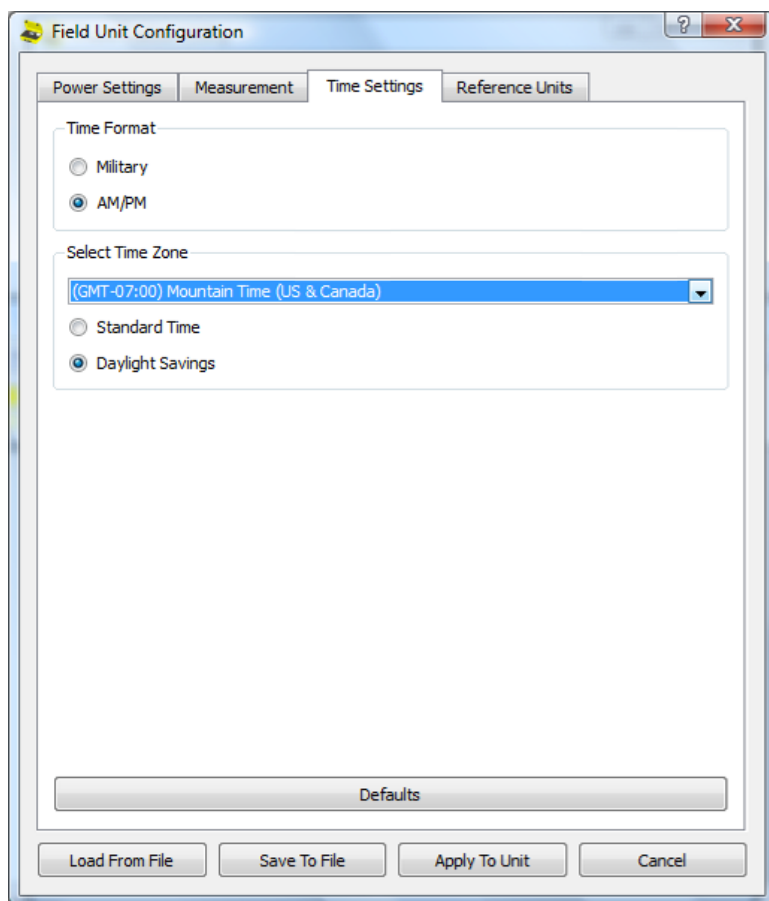 Field Unit Configuration
Power Settings Measurement Time Settings Reference Units
Time Format
Military
AM/PM
Select Time Zone
(GMT-07:00) Mountain Time (US & Canada)
Standard Time
Daylight Savings
Defaults
Load From File Save To File Apply To Unit Cancel